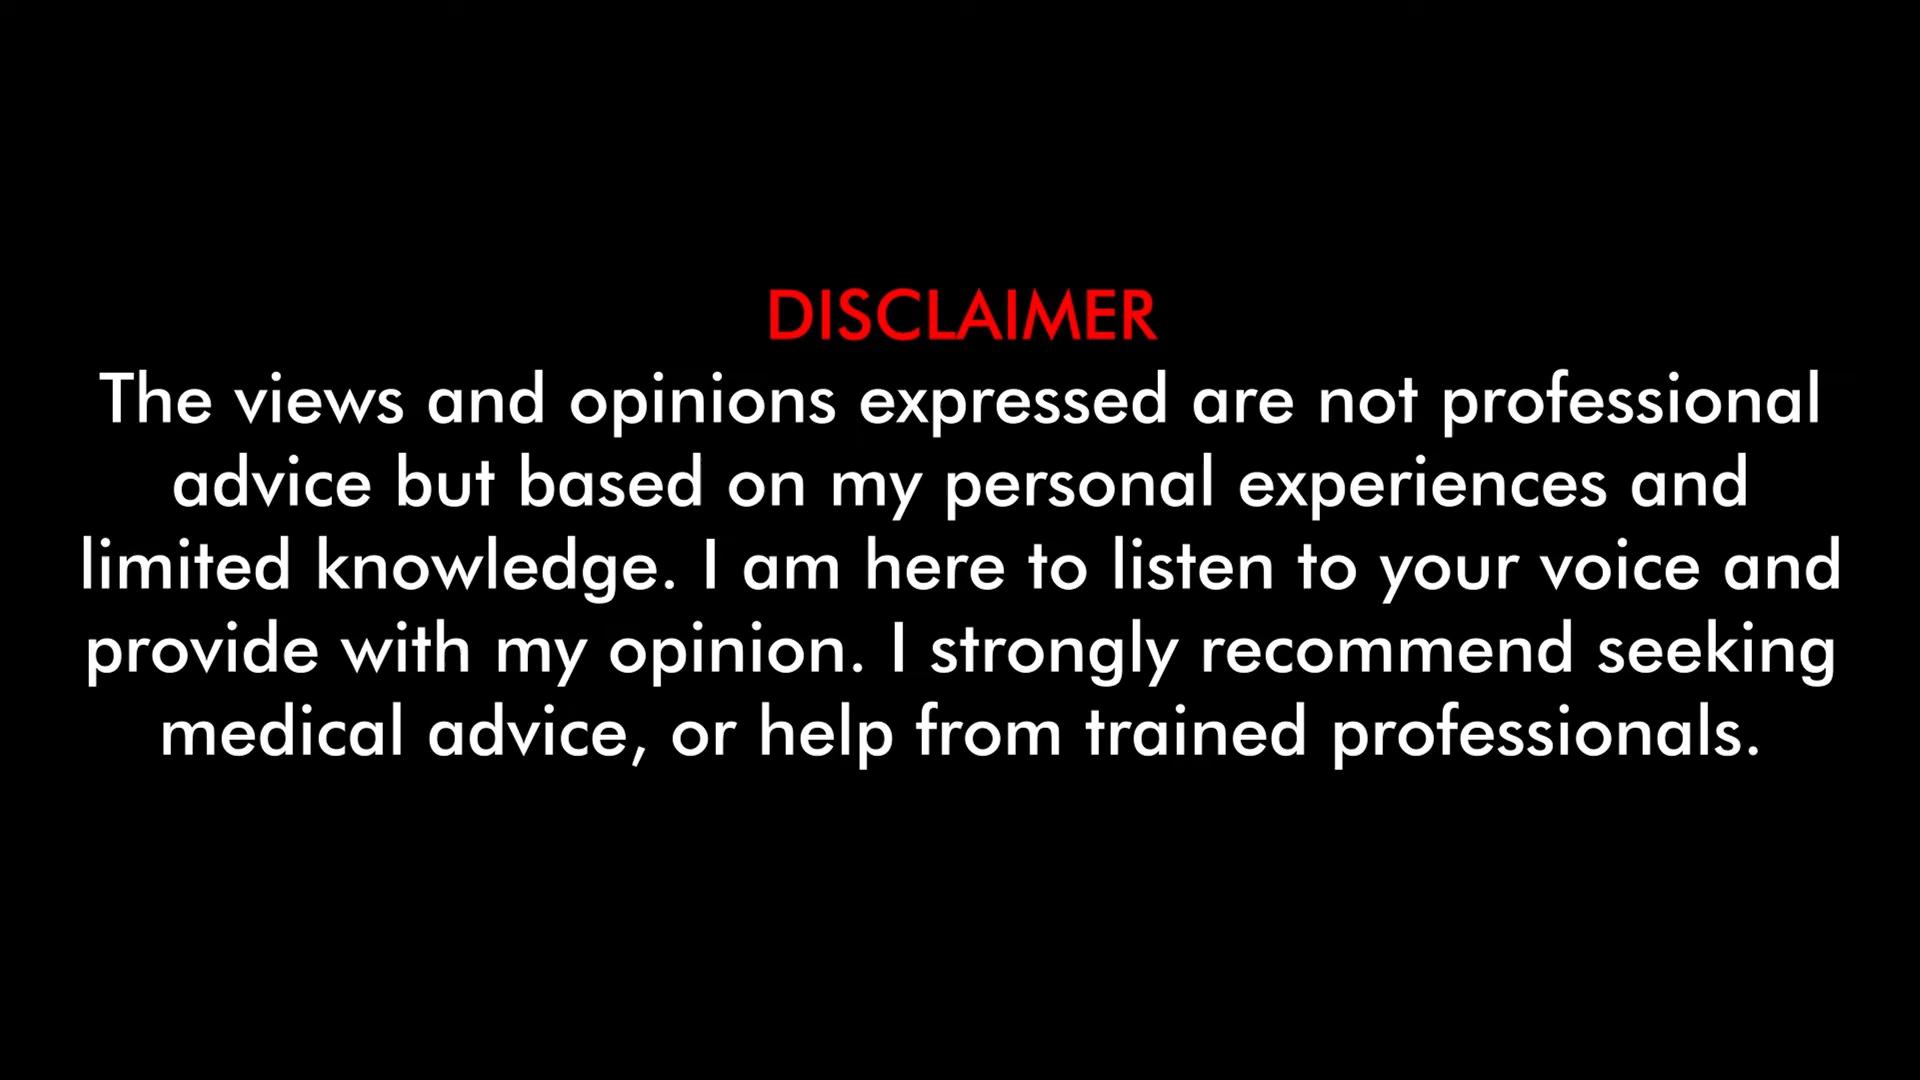 DISCLAIMER
The views and opinions expressed are not professional
advice but based on my personal experiences and
limited knowledge. I am here to listen to your voice and
provide with my opinion. I strongly recommend seeking
medical advice, or help from trained professionals.